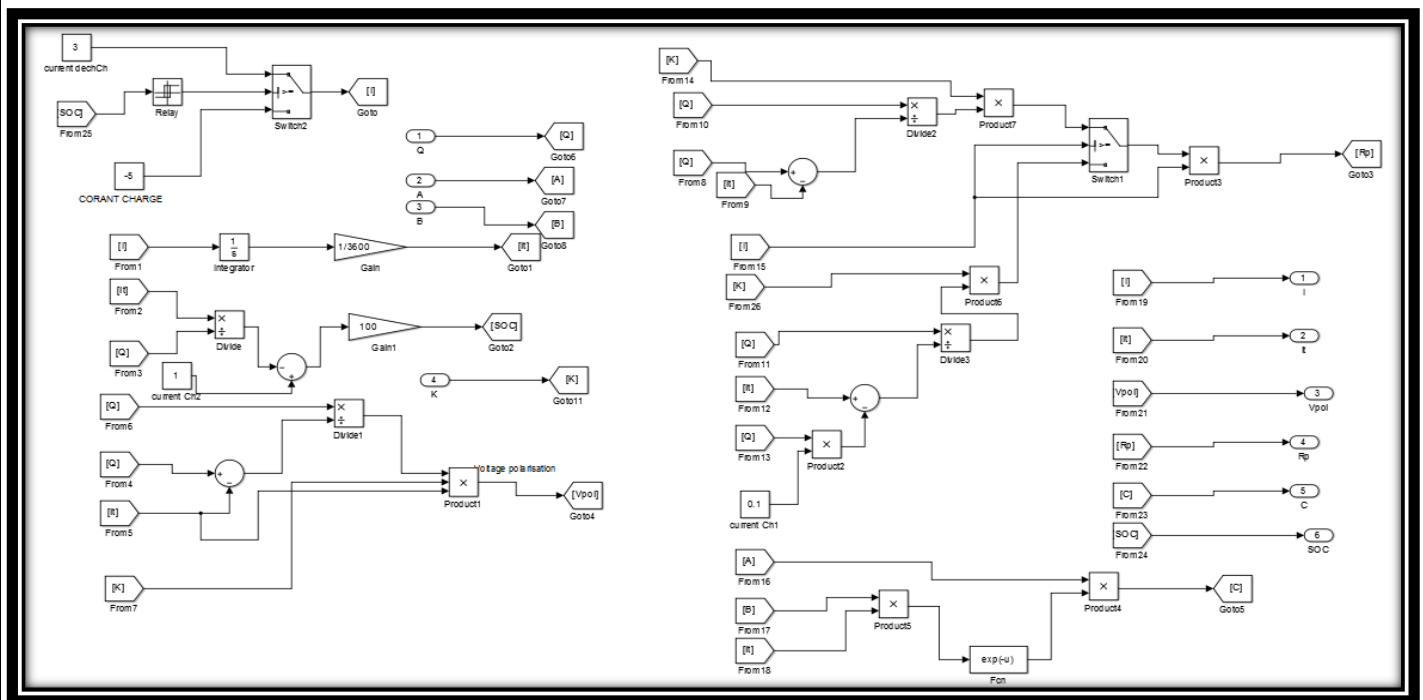 3
current dechCh
[SOC]
From25
Relay
Switch2
[I]
Goto
-5
CORANT CHARGE
1
Q
[Q]
Goto6
2
A
[A]
Goto7
3
B
[B]
Goto8
[I]
From1
1
s
Integrator
1/3600
Gain
[It]
Goto1
[It]
From2
[Q]
From3
×
÷
Divide
1
current Ch2
-
+
100
Gain1
[SOC]
Goto2
4
K
[K]
Goto11
[Q]
From6
×
÷
Divide1
[Q]
From4
+
-
[It]
From5
[K]
From7
×
Product1
Voltage polarisation
[Vpol]
Goto4
[K]
From14
[Q]
From10
×
÷
Divide2
×
Product7
[Q]
From8
[It]
From9
+
-
>=
Switch1
×
Product3
[Rp]
Goto3
[I]
From15
[K]
From26
×
Product6
[Q]
From11
×
÷
Divide3
[It]
From12
+
-
[Q]
From13
×
Product2
0.1
current Ch1
[A]
From16
[B]
From17
[It]
From18
×
Product5
exp(-u)
Fcn
×
Product4
[C]
Goto5
[I]
From19
1
I
[It]
From20
2
It
[Vpol]
From21
3
Vpol
[Rp]
From22
4
Rp
[C]
From23
5
C
[SOC]
From24
6
SOC